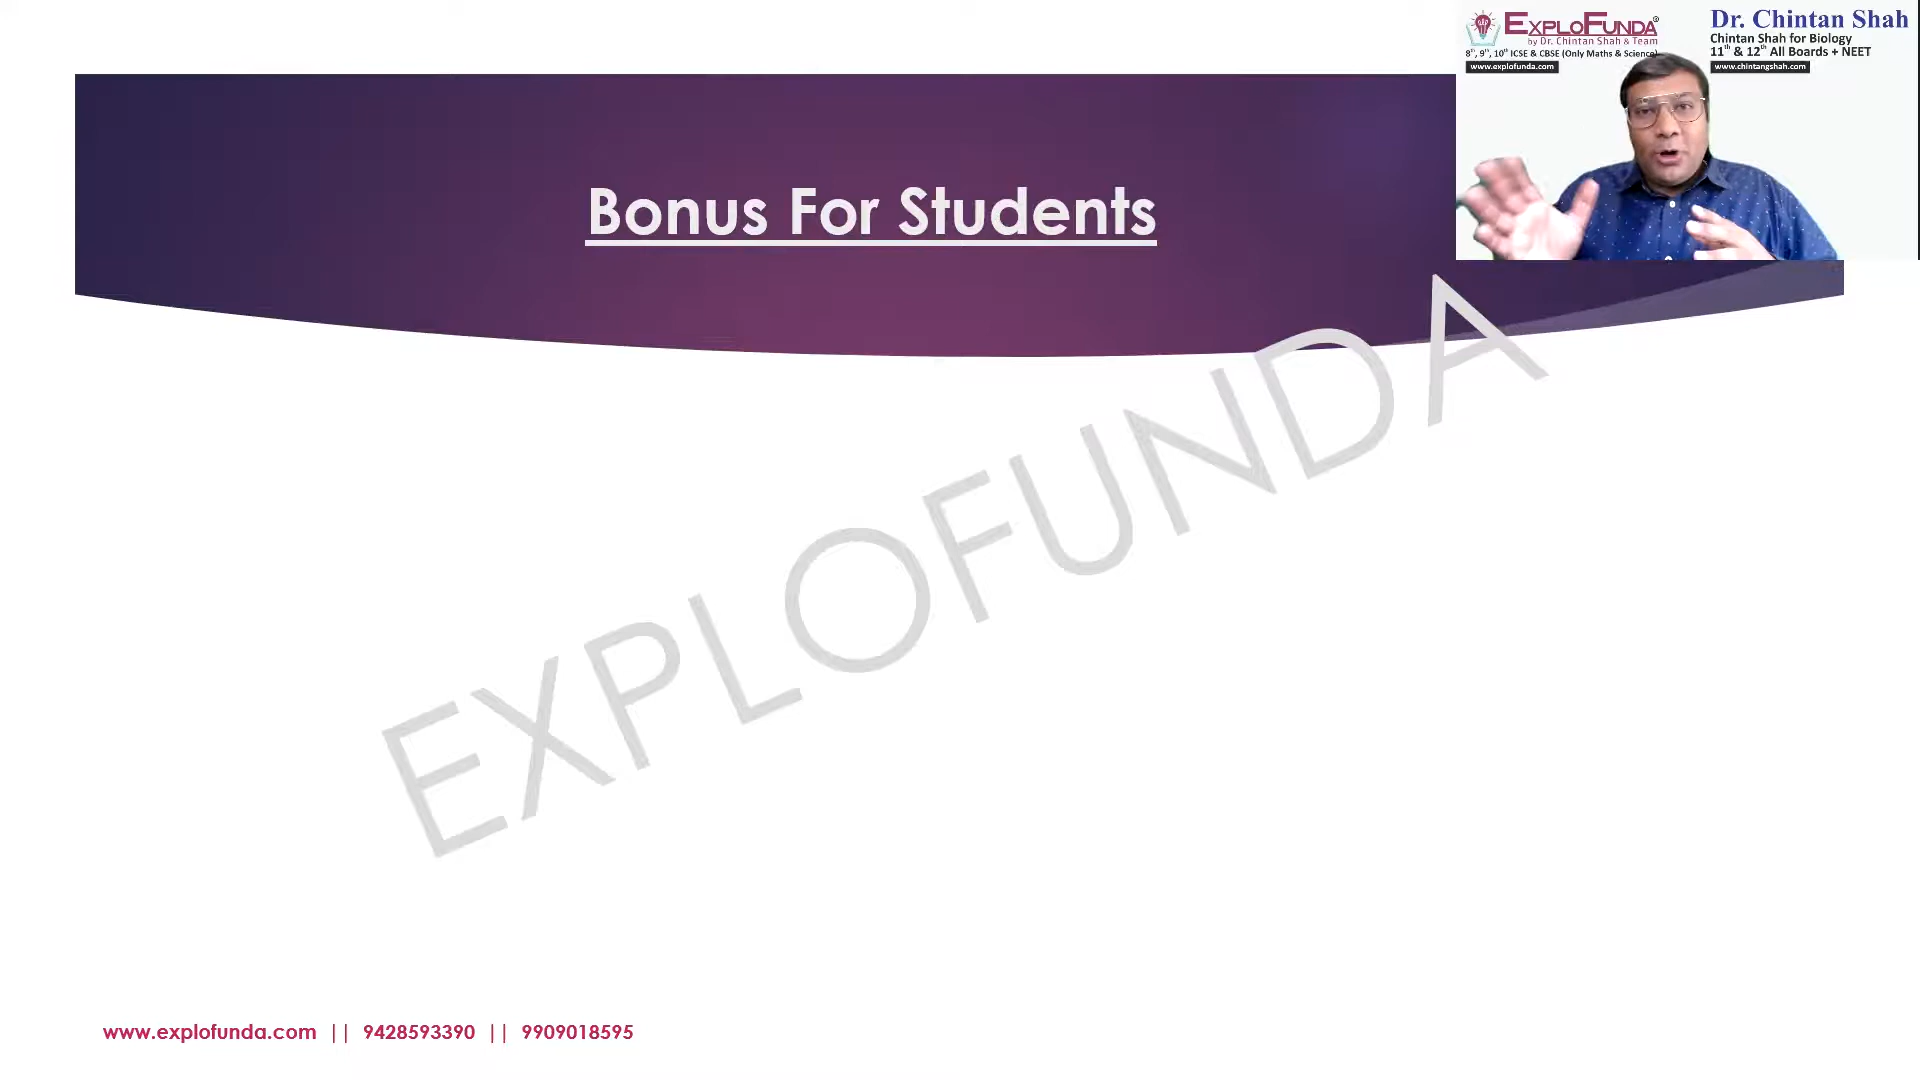 EXPLOFUNDA®
by Dr. Chintan Shah & Team
8th, 9th, 10th ICSE & CBSE (Only Maths & Science)
www.explofunda.com
Dr. Chintan Shah
Chintan Shah for Biology
11th & 12th All Boards + NEET
www.chintangshah.com
Bonus For Students
EXPLOFUNDA
www.explofunda.com || 9428593390 || 9909018595